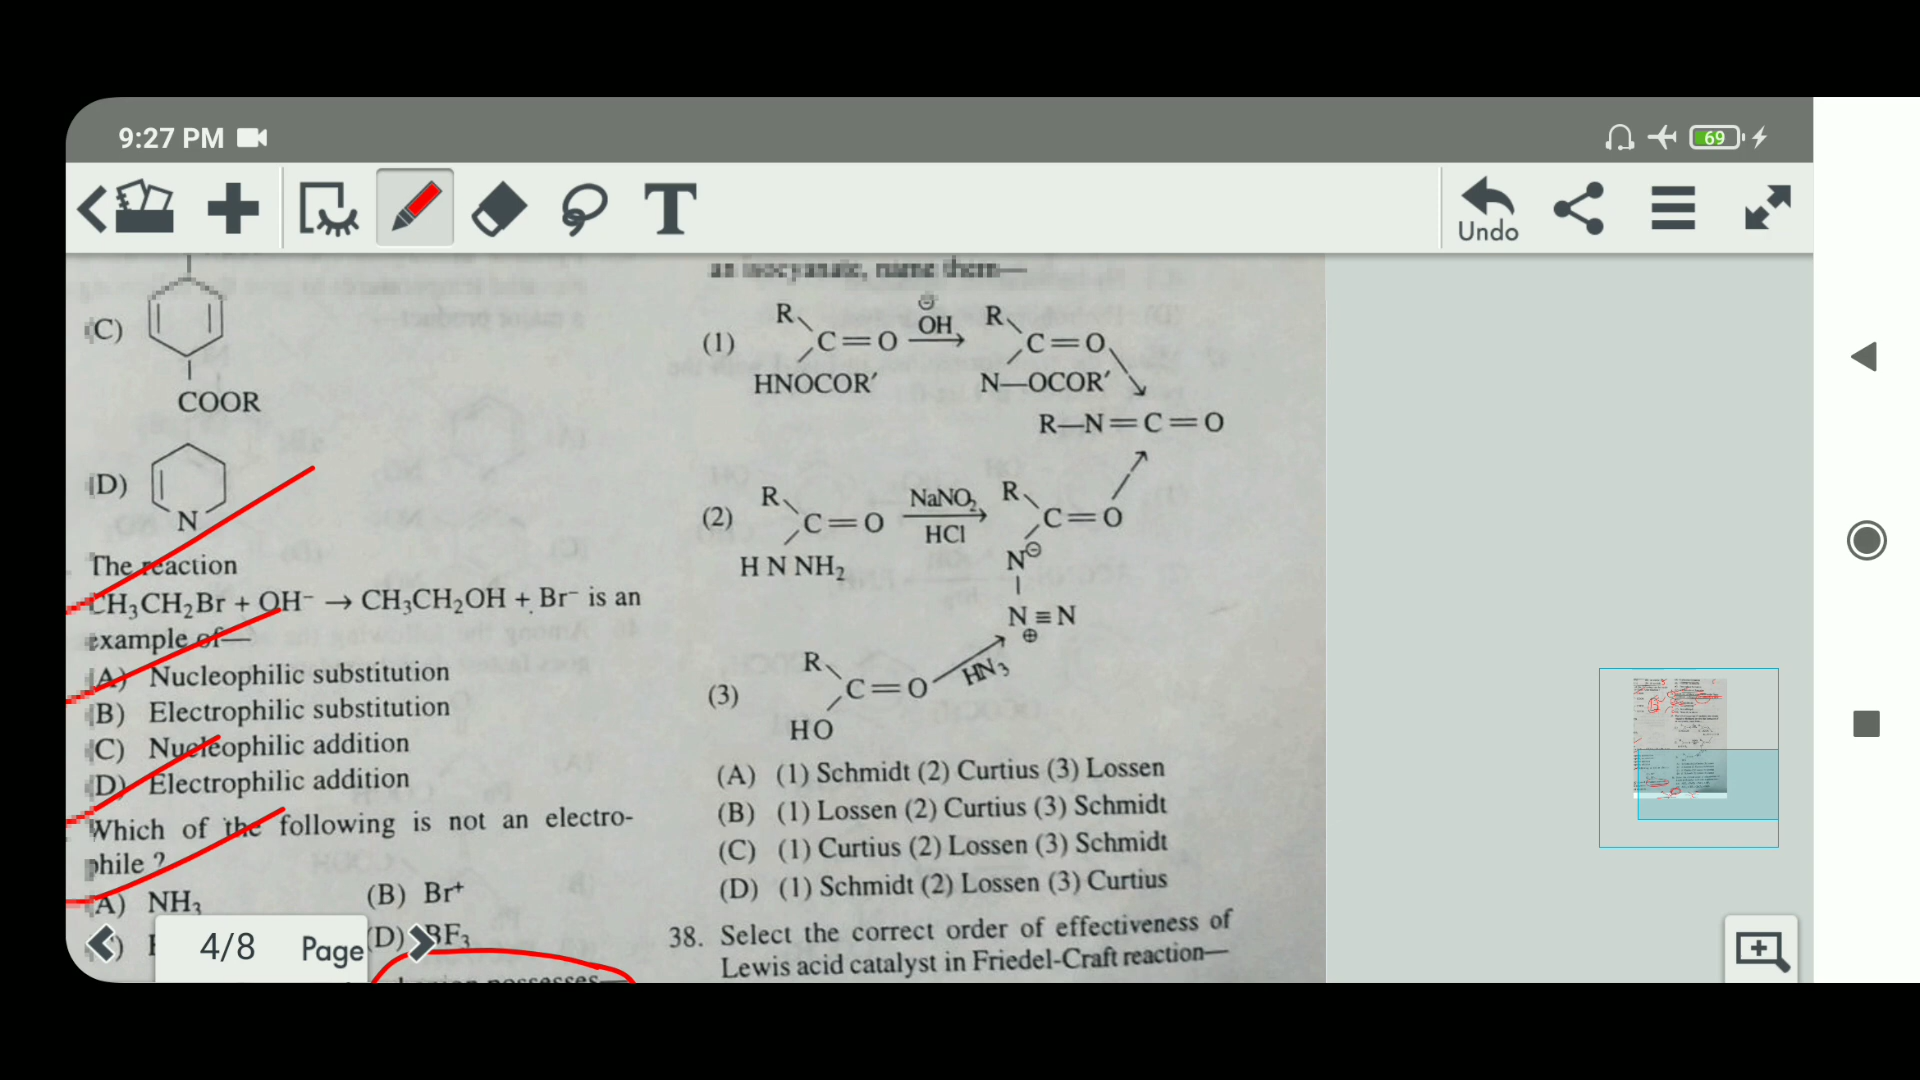 9:27 PM
69
T
Undo
(C)
COOR
(D)
N
The reaction
CH₃CH₂Br + OH⁻ → CH₃CH₂OH + Br⁻ is an
example of—
(A) Nucleophilic substitution
(B) Electrophilic substitution
(C) Nucleophilic addition
(D) Electrophilic addition
Which of the following is not an electro-
phile ?
(A) NH₃ (B) Br⁺
(D) BF₃
4/8 Page
possesses—
an isocyanate, name them—
(1)
R
C=O
HNOCOR′
⊖
OH
R
C=O
N—OCOR′
R—N=C=O
(2)
R
C=O
H N NH₂
NaNO₂
HCl
R
C=O
N⊖
N≡N
⊕
(3)
R
C=O
HO
HN₃
(A) (1) Schmidt (2) Curtius (3) Lossen
(B) (1) Lossen (2) Curtius (3) Schmidt
(C) (1) Curtius (2) Lossen (3) Schmidt
(D) (1) Schmidt (2) Lossen (3) Curtius
38. Select the correct order of effectiveness of
Lewis acid catalyst in Friedel-Craft reaction—